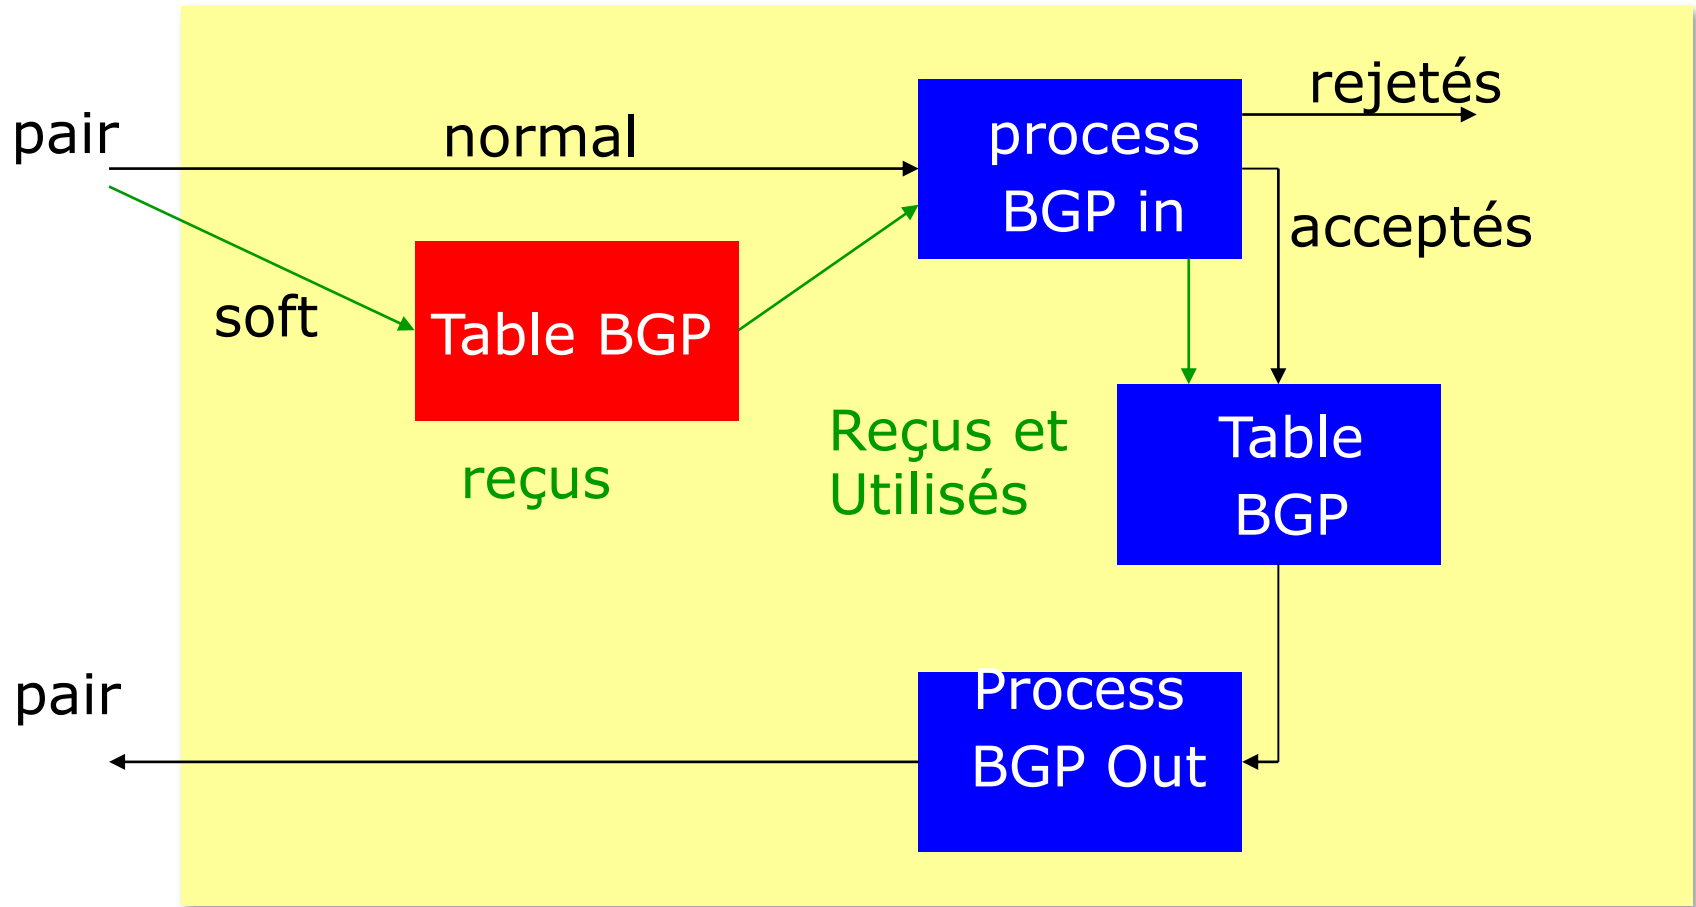 rejetés
pair
normal
process
BGP in
acceptés
soft
Table BGP
reçus
Reçus et
Utilisés
Table
BGP
pair
Process
BGP Out